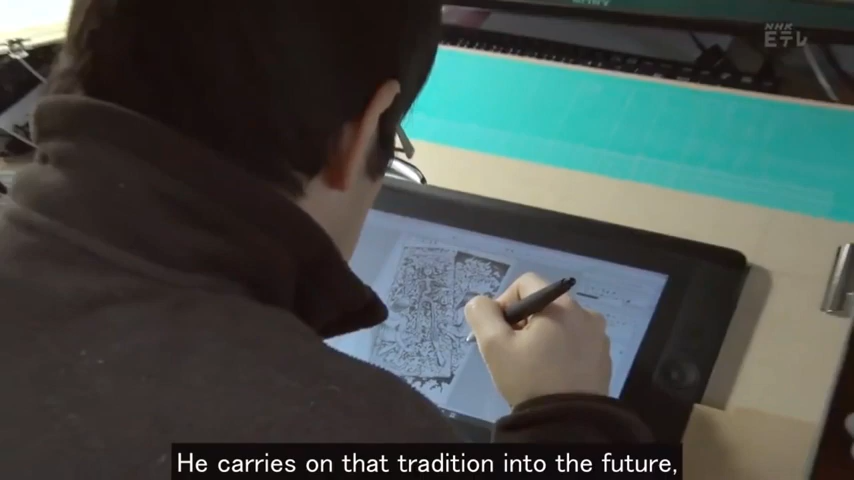 NHK
Eテレ
He carries on that tradition into the future,